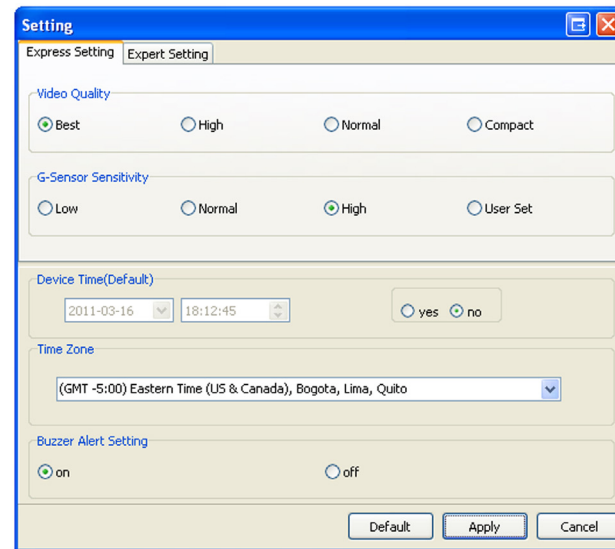 Setting
Express Setting Expert Setting
Video Quality
Best High Normal Compact
G-Sensor Sensitivity
Low Normal High User Set
Device Time(Default)
2011-03-16 18:12:45 yes no
Time Zone
(GMT -5:00) Eastern Time (US & Canada), Bogota, Lima, Quito
Buzzer Alert Setting
on off
Default Apply Cancel